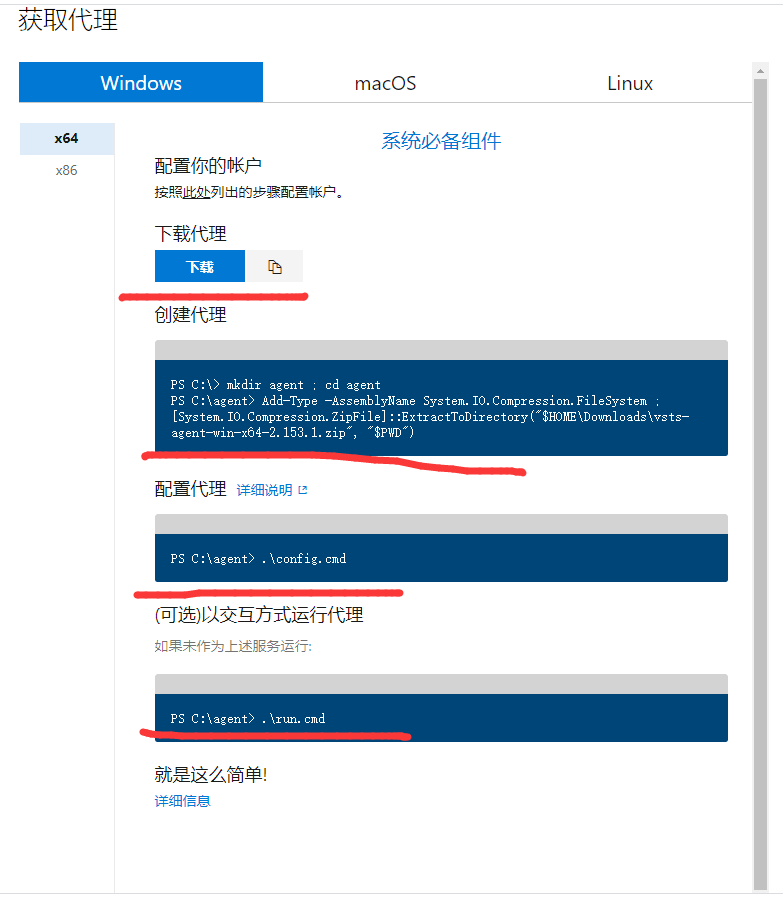 获取代理
Windows
macOS
Linux
x64
x86
系统必备组件
配置你的帐户
按照此处列出的步骤配置帐户。
下载代理
下载
创建代理
PS C:\> mkdir agent ; cd agent
PS C:\agent> Add-Type -AssemblyName System.IO.Compression.FileSystem ;
[System.IO.Compression.ZipFile]::ExtractToDirectory("$HOME\Downloads\vsts-
agent-win-x64-2.153.1.zip", "$PWD")
配置代理 详细说明
PS C:\agent> .\config.cmd
(可选)以交互方式运行代理
如果未作为上述服务运行:
PS C:\agent> .\run.cmd
就是这么简单!
详细信息